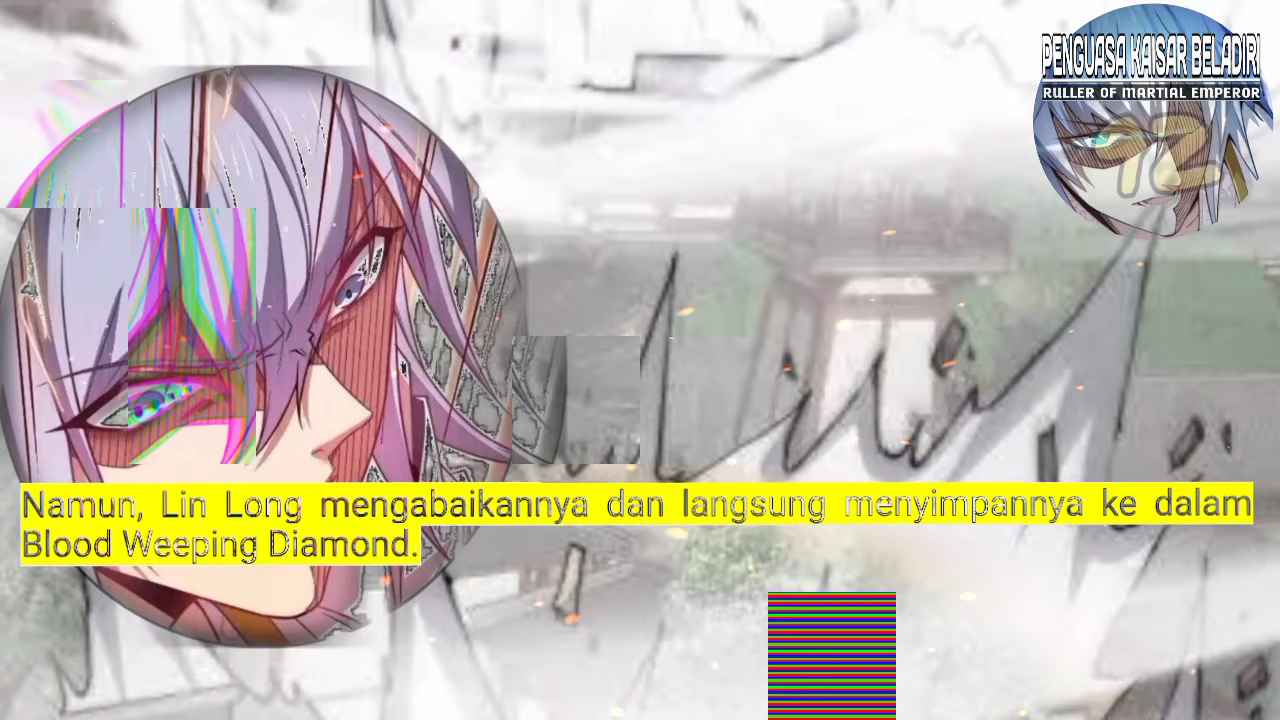 PENGUASA KAISAR BELADIRI
RULLER OF MARTIAL EMPEROR
Namun, Lin Long mengabaikannya dan langsung menyimpannya ke dalam
Blood Weeping Diamond.